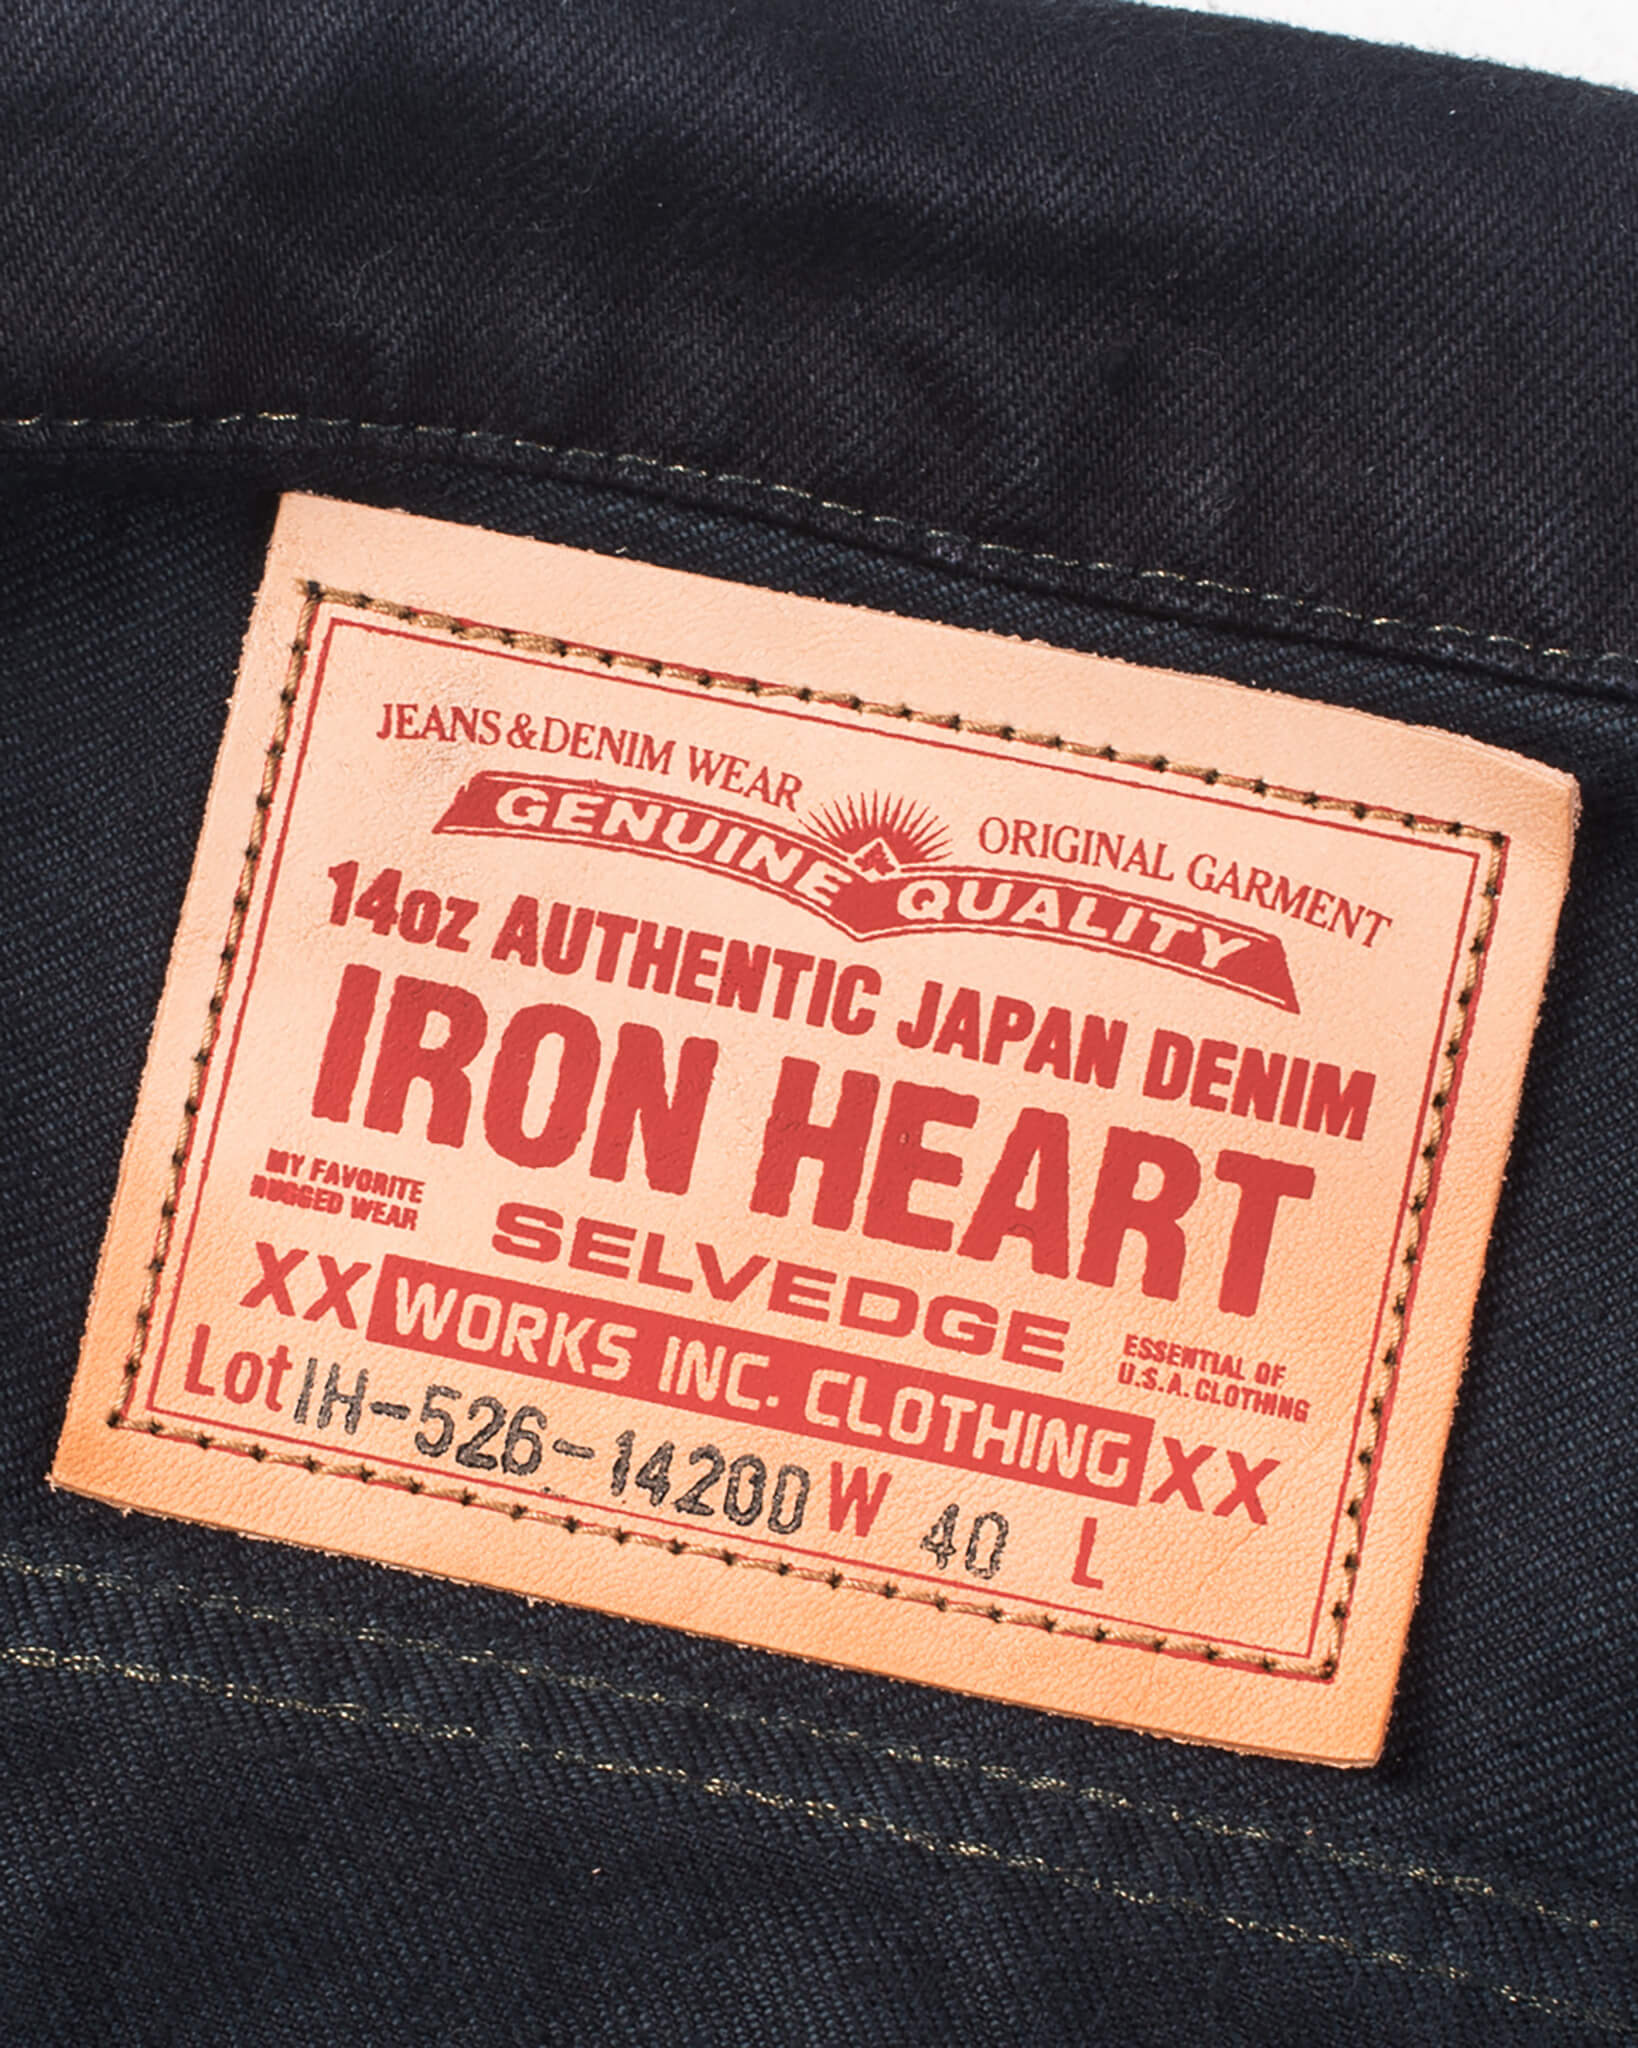 JEANS&DENIM WEAR
ORIGINAL GARMENT
GENUINE QUALITY
14oz AUTHENTIC JAPAN DENIM
IRON HEART
MY FAVORITE
RUGGED WEAR
SELVEDGE
ESSENTIAL OF
U.S.A. CLOTHING
XX WORKS INC. CLOTHING XX
Lot IH-526-142OD W 40 L